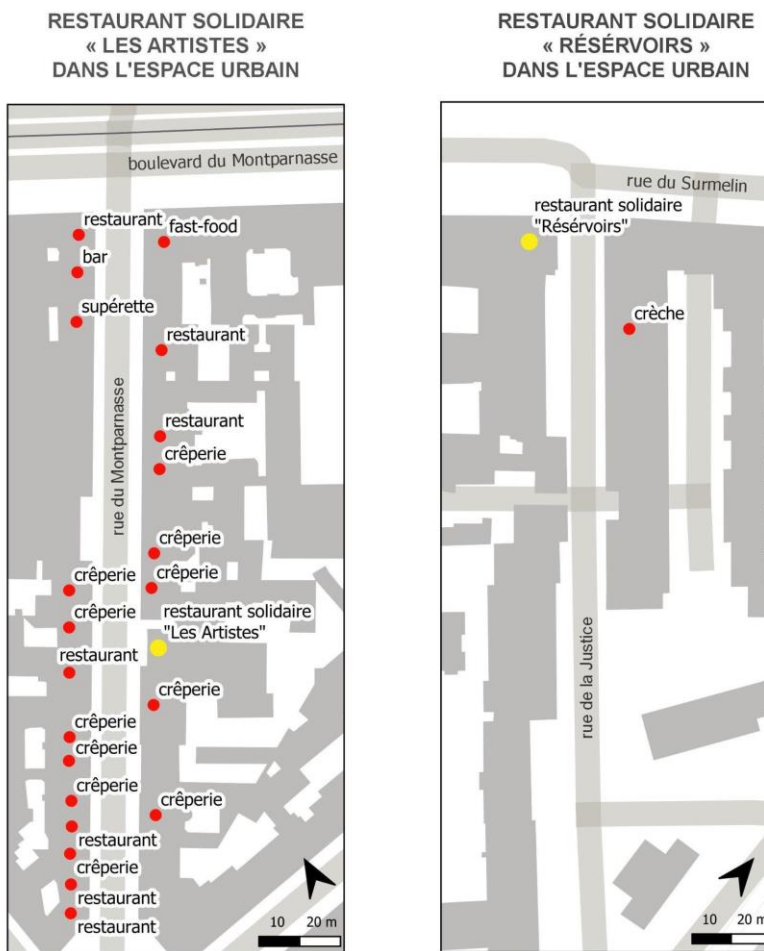 RESTAURANT SOLIDAIRE
« LES ARTISTES »
DANS L'ESPACE URBAIN
boulevard du Montparnasse
restaurant
fast-food
bar
supérette
restaurant
rue du Montparnasse
restaurant
crêperie
crêperie
crêperie
crêperie
crêperie
restaurant solidaire
"Les Artistes"
restaurant
crêperie
crêperie
crêperie
crêperie
crêperie
restaurant
crêperie
restaurant
restaurant
10 20 m
RESTAURANT SOLIDAIRE
« RÉSÉRVOIRS »
DANS L'ESPACE URBAIN
rue du Surmelin
restaurant solidaire
"Résérvoirs"
crèche
rue de la Justice
10 20 m